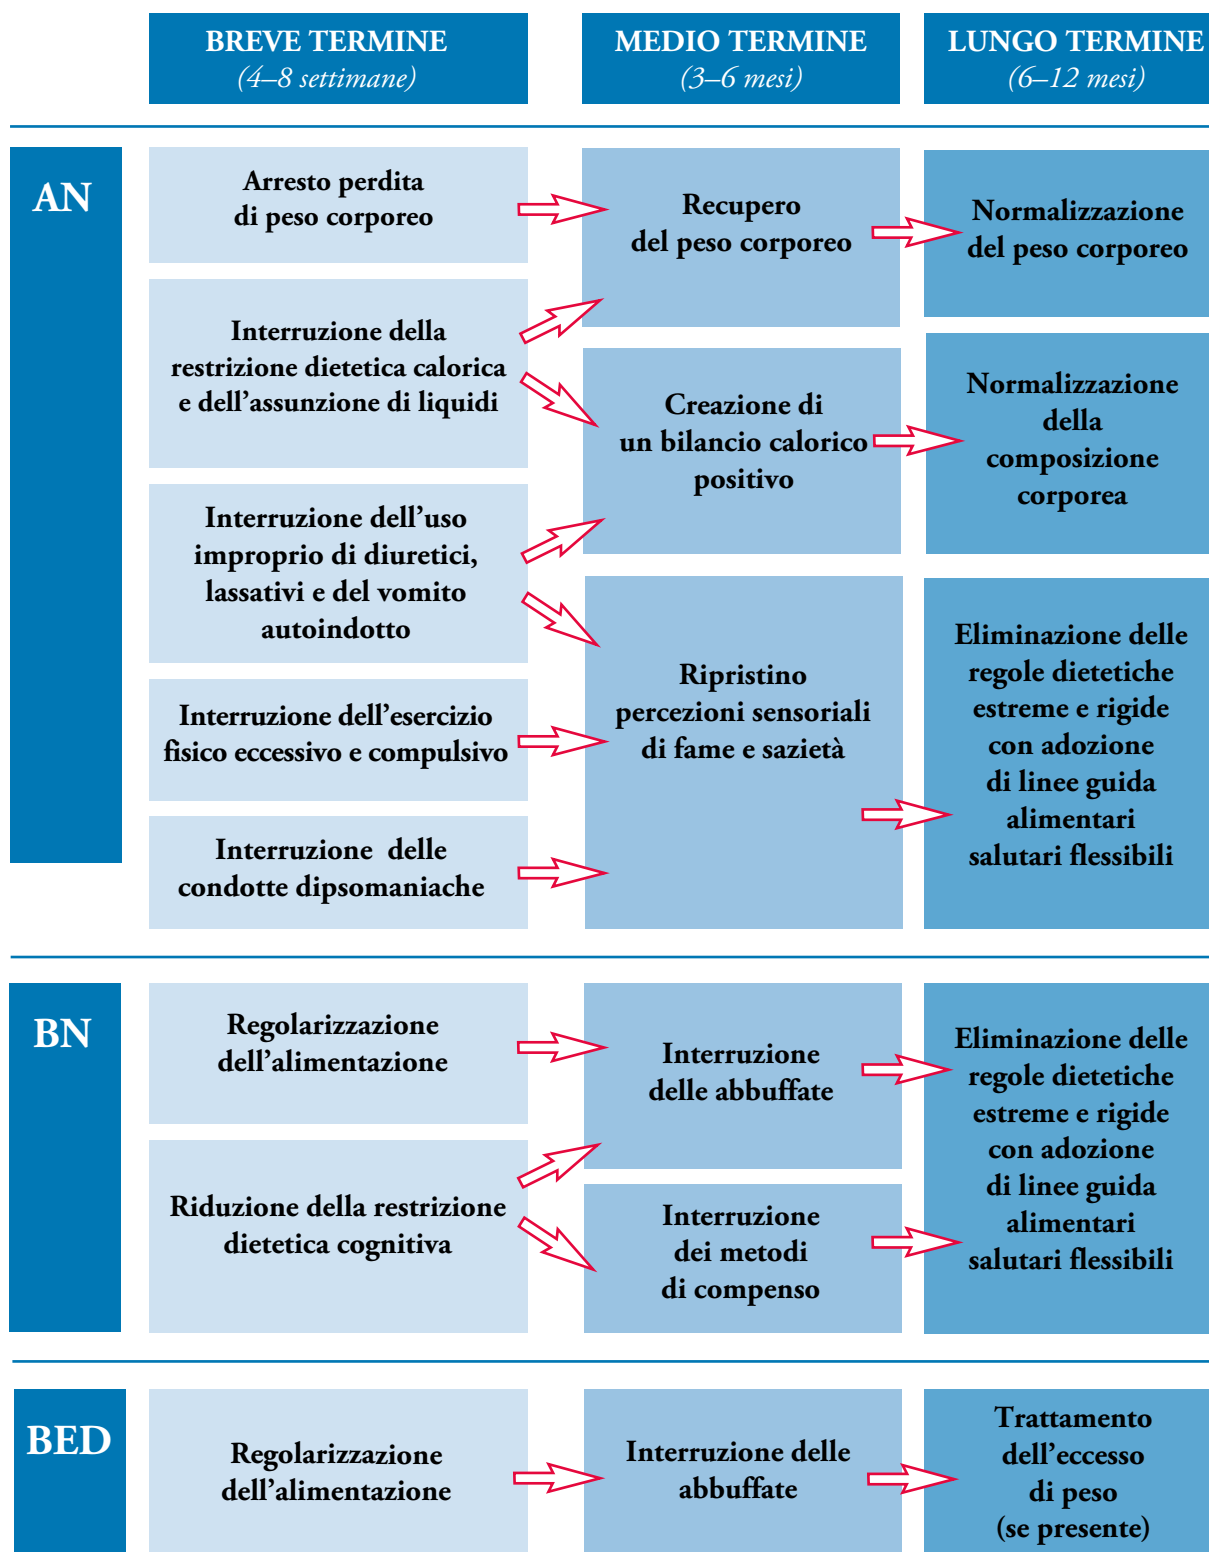 BREVE TERMINE
(4–8 settimane)
MEDIO TERMINE
(3–6 mesi)
LUNGO TERMINE
(6–12 mesi)
AN
Arresto perdita
di peso corporeo
Interruzione della
restrizione dietetica calorica
e dell’assunzione di liquidi
Interruzione dell’uso
improprio di diuretici,
lassativi e del vomito
autoindotto
Interruzione dell’esercizio
fisico eccessivo e compulsivo
Interruzione delle
condotte dipsomaniache
Recupero
del peso corporeo
Creazione di
un bilancio calorico
positivo
Ripristino
percezioni sensoriali
di fame e sazietà
Normalizzazione
del peso corporeo
Normalizzazione
della
composizione
corporea
Eliminazione delle
regole dietetiche
estreme e rigide
con adozione
di linee guida
alimentari
salutari flessibili
BN
Regolarizzazione
dell’alimentazione
Riduzione della restrizione
dietetica cognitiva
Interruzione
delle abbuffate
Interruzione
dei metodi
di compenso
Eliminazione delle
regole dietetiche
estreme e rigide
con adozione
di linee guida
alimentari
salutari flessibili
BED
Regolarizzazione
dell’alimentazione
Interruzione delle
abbuffate
Trattamento
dell’eccesso
di peso
(se presente)